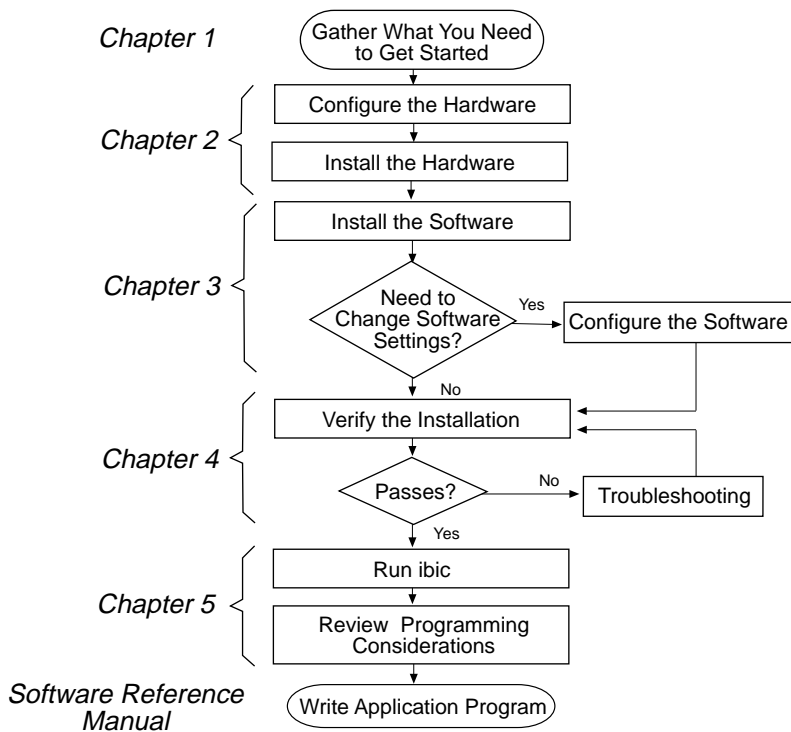 Chapter 1
Gather What You Need
to Get Started
Chapter 2
Configure the Hardware
Install the Hardware
Chapter 3
Install the Software
Need to
Change Software
Settings?
Yes
Configure the Software
No
Chapter 4
Verify the Installation
Passes?
No
Troubleshooting
Yes
Chapter 5
Run ibic
Review Programming
Considerations
Software Reference
Manual
Write Application Program